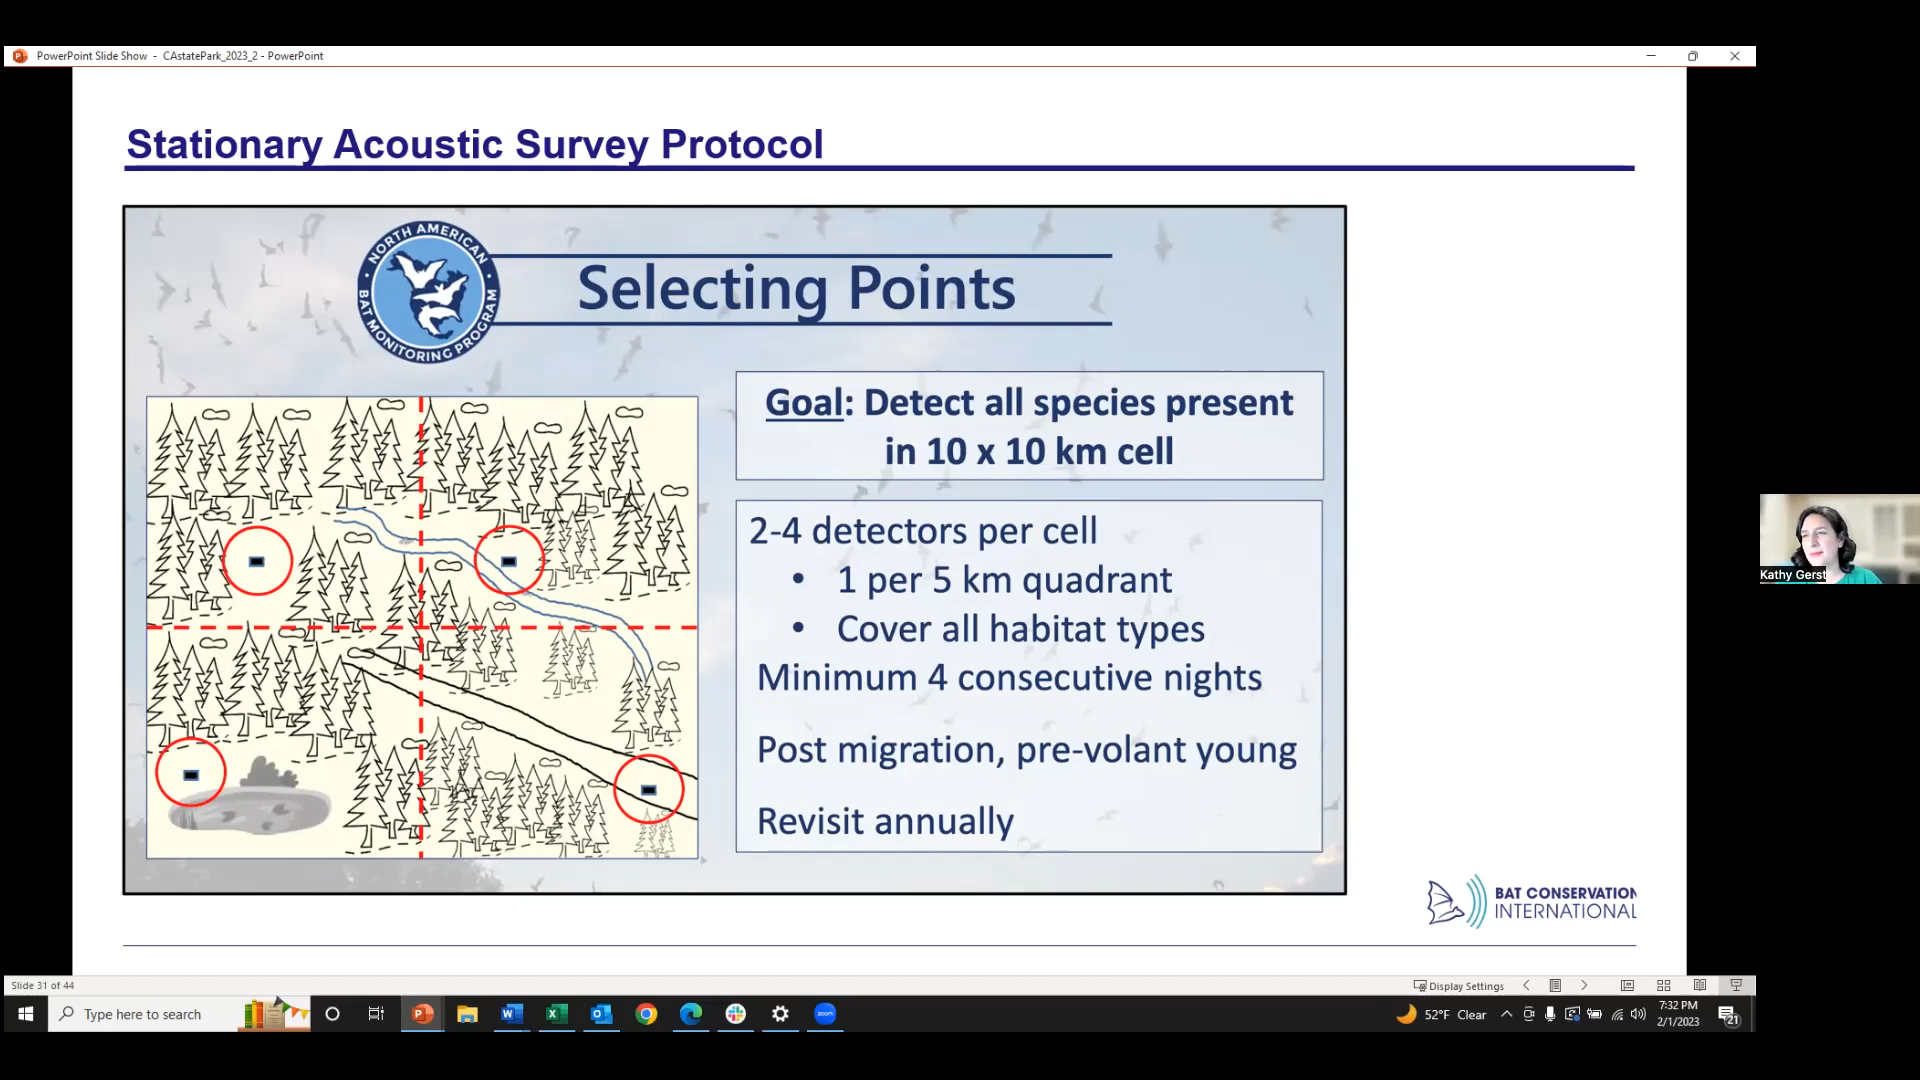 PowerPoint Slide Show - CAstatePark_2023_2 - PowerPoint
Stationary Acoustic Survey Protocol
NORTH AMERICAN
BAT MONITORING PROGRAM
Selecting Points
Goal: Detect all species present
in 10 x 10 km cell
2-4 detectors per cell
• 1 per 5 km quadrant
• Cover all habitat types
Minimum 4 consecutive nights
Post migration, pre-volant young
Revisit annually
BAT CONSERVATION
INTERNATIONAL
Kathy Gerst
Slide 31 of 44
Display Settings
Type here to search
zoom
52°F Clear
7:32 PM
2/1/2023
21